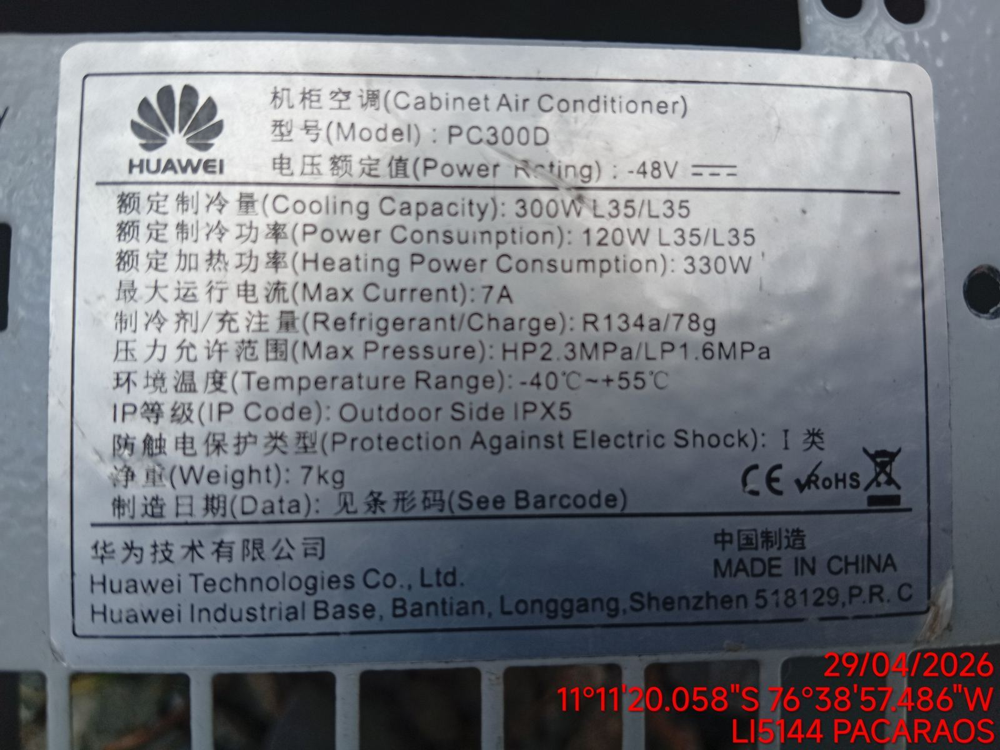 HUAWEI
机柜空调(Cabinet Air Conditioner)
型号(Model) : PC300D
电压额定值(Power Rating) : -48V
额定制冷量(Cooling Capacity): 300W L35/L35
额定制冷功率(Power Consumption): 120W L35/L35
额定加热功率(Heating Power Consumption): 330W
最大运行电流(Max Current): 7A
制冷剂/充注量(Refrigerant/Charge): R134a/78g
压力允许范围(Max Pressure): HP2.3MPa/LP1.6MPa
环境温度(Temperature Range): -40℃~+55℃
IP等级(IP Code): Outdoor Side IPX5
防触电保护类型(Protection Against Electric Shock): I 类
净重(Weight): 7kg
CE RoHS
制造日期(Data): 见条形码(See Barcode)
华为技术有限公司
Huawei Technologies Co., Ltd.
Huawei Industrial Base, Bantian, Longgang,Shenzhen 518129,P.R. C
中国制造
MADE IN CHINA
29/04/2026
11°11'20.058"S 76°38'57.486"W
LI5144 PACARAOS